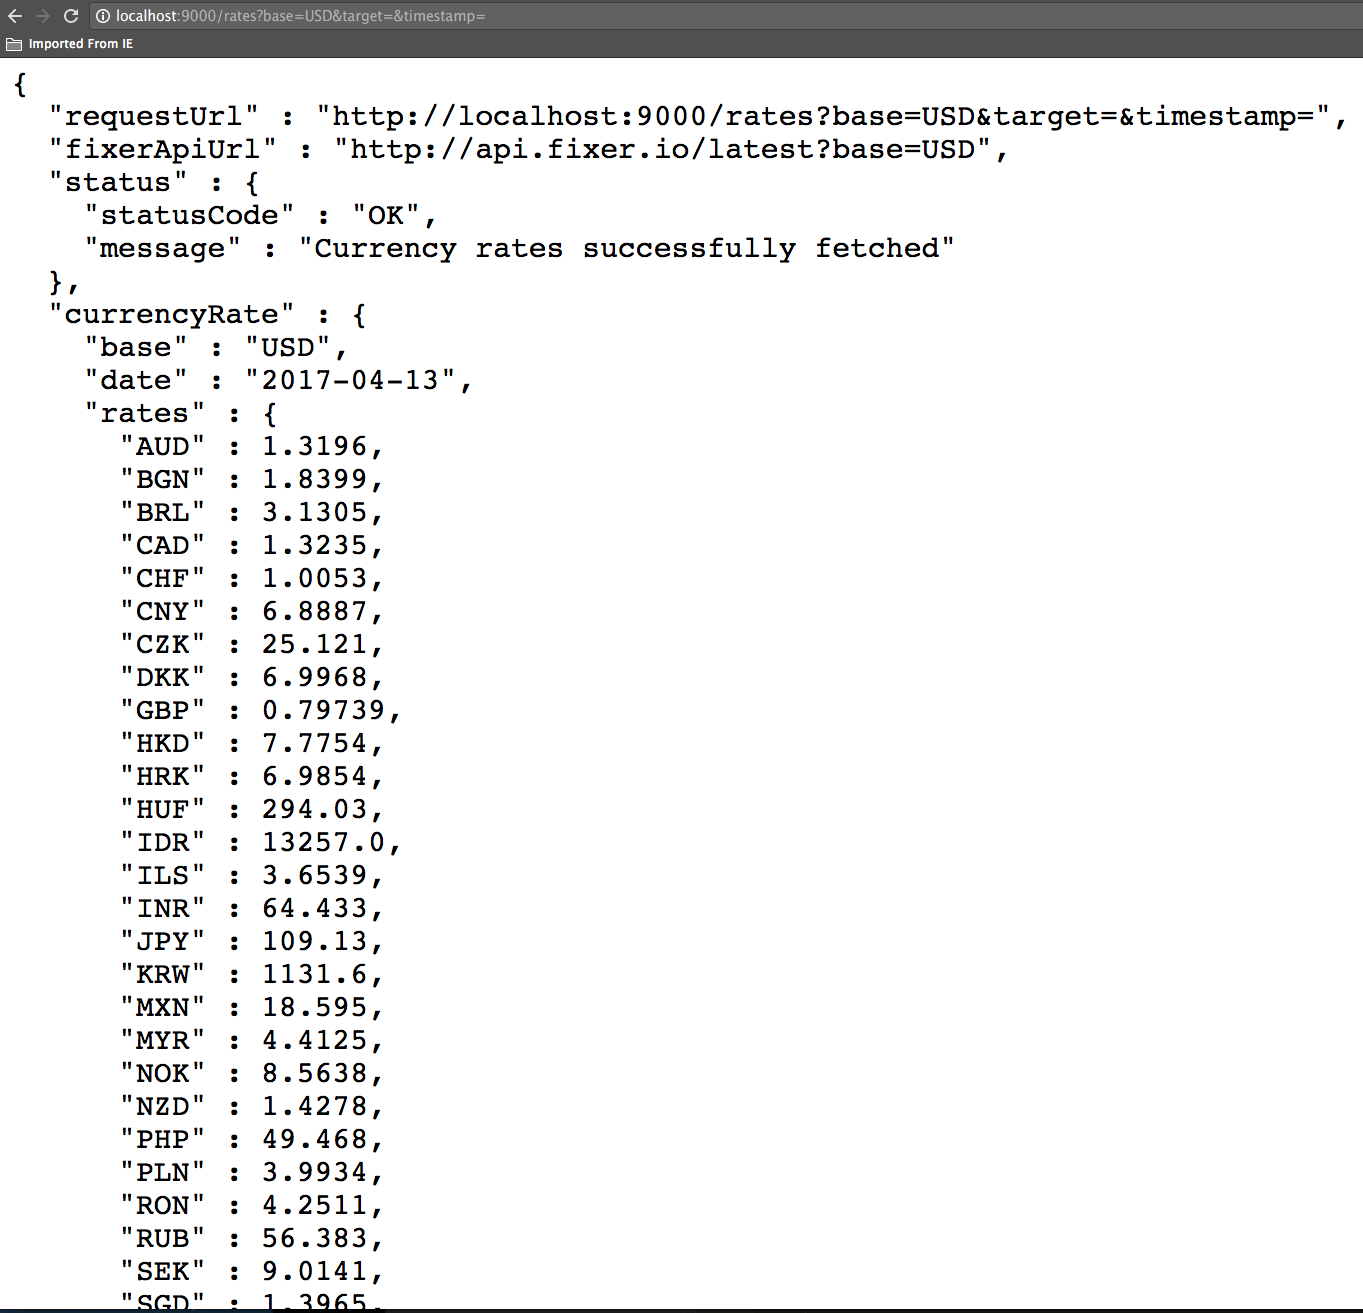 localhost:9000/rates?base=USD&target=&timestamp=
Imported From IE
{
"requestUrl" : "http://localhost:9000/rates?base=USD&target=&timestamp=",
"fixerApiUrl" : "http://api.fixer.io/latest?base=USD",
"status" : {
"statusCode" : "OK",
"message" : "Currency rates successfully fetched"
},
"currencyRate" : {
"base" : "USD",
"date" : "2017-04-13",
"rates" : {
"AUD" : 1.3196,
"BGN" : 1.8399,
"BRL" : 3.1305,
"CAD" : 1.3235,
"CHF" : 1.0053,
"CNY" : 6.8887,
"CZK" : 25.121,
"DKK" : 6.9968,
"GBP" : 0.79739,
"HKD" : 7.7754,
"HRK" : 6.9854,
"HUF" : 294.03,
"IDR" : 13257.0,
"ILS" : 3.6539,
"INR" : 64.433,
"JPY" : 109.13,
"KRW" : 1131.6,
"MXN" : 18.595,
"MYR" : 4.4125,
"NOK" : 8.5638,
"NZD" : 1.4278,
"PHP" : 49.468,
"PLN" : 3.9934,
"RON" : 4.2511,
"RUB" : 56.383,
"SEK" : 9.0141,
"SGD" : 1.3965,